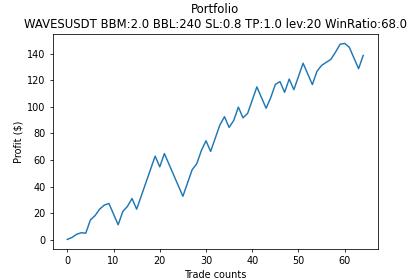 Portfolio
WAVESUSDT BBM:2.0 BBL:240 SL:0.8 TP:1.0 lev:20 WinRatio:68.0
140
120
100
80
60
40
20
0
Profit ($)
0 10 20 30 40 50 60
Trade counts